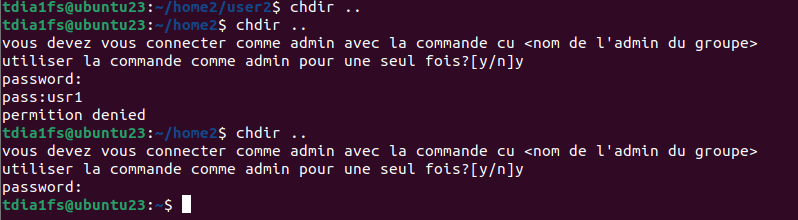 tdia1fs@ubuntu23:~/home2/user2$ chdir ..
tdia1fs@ubuntu23:~/home2$ chdir ..
vous devez vous connecter comme admin avec la commande cu <nom de l'admin du groupe>
utiliser la commande comme admin pour une seul fois?[y/n]y
password:
pass:usr1
permition denied
tdia1fs@ubuntu23:~/home2$ chdir ..
vous devez vous connecter comme admin avec la commande cu <nom de l'admin du groupe>
utiliser la commande comme admin pour une seul fois?[y/n]y
password:
tdia1fs@ubuntu23:~$